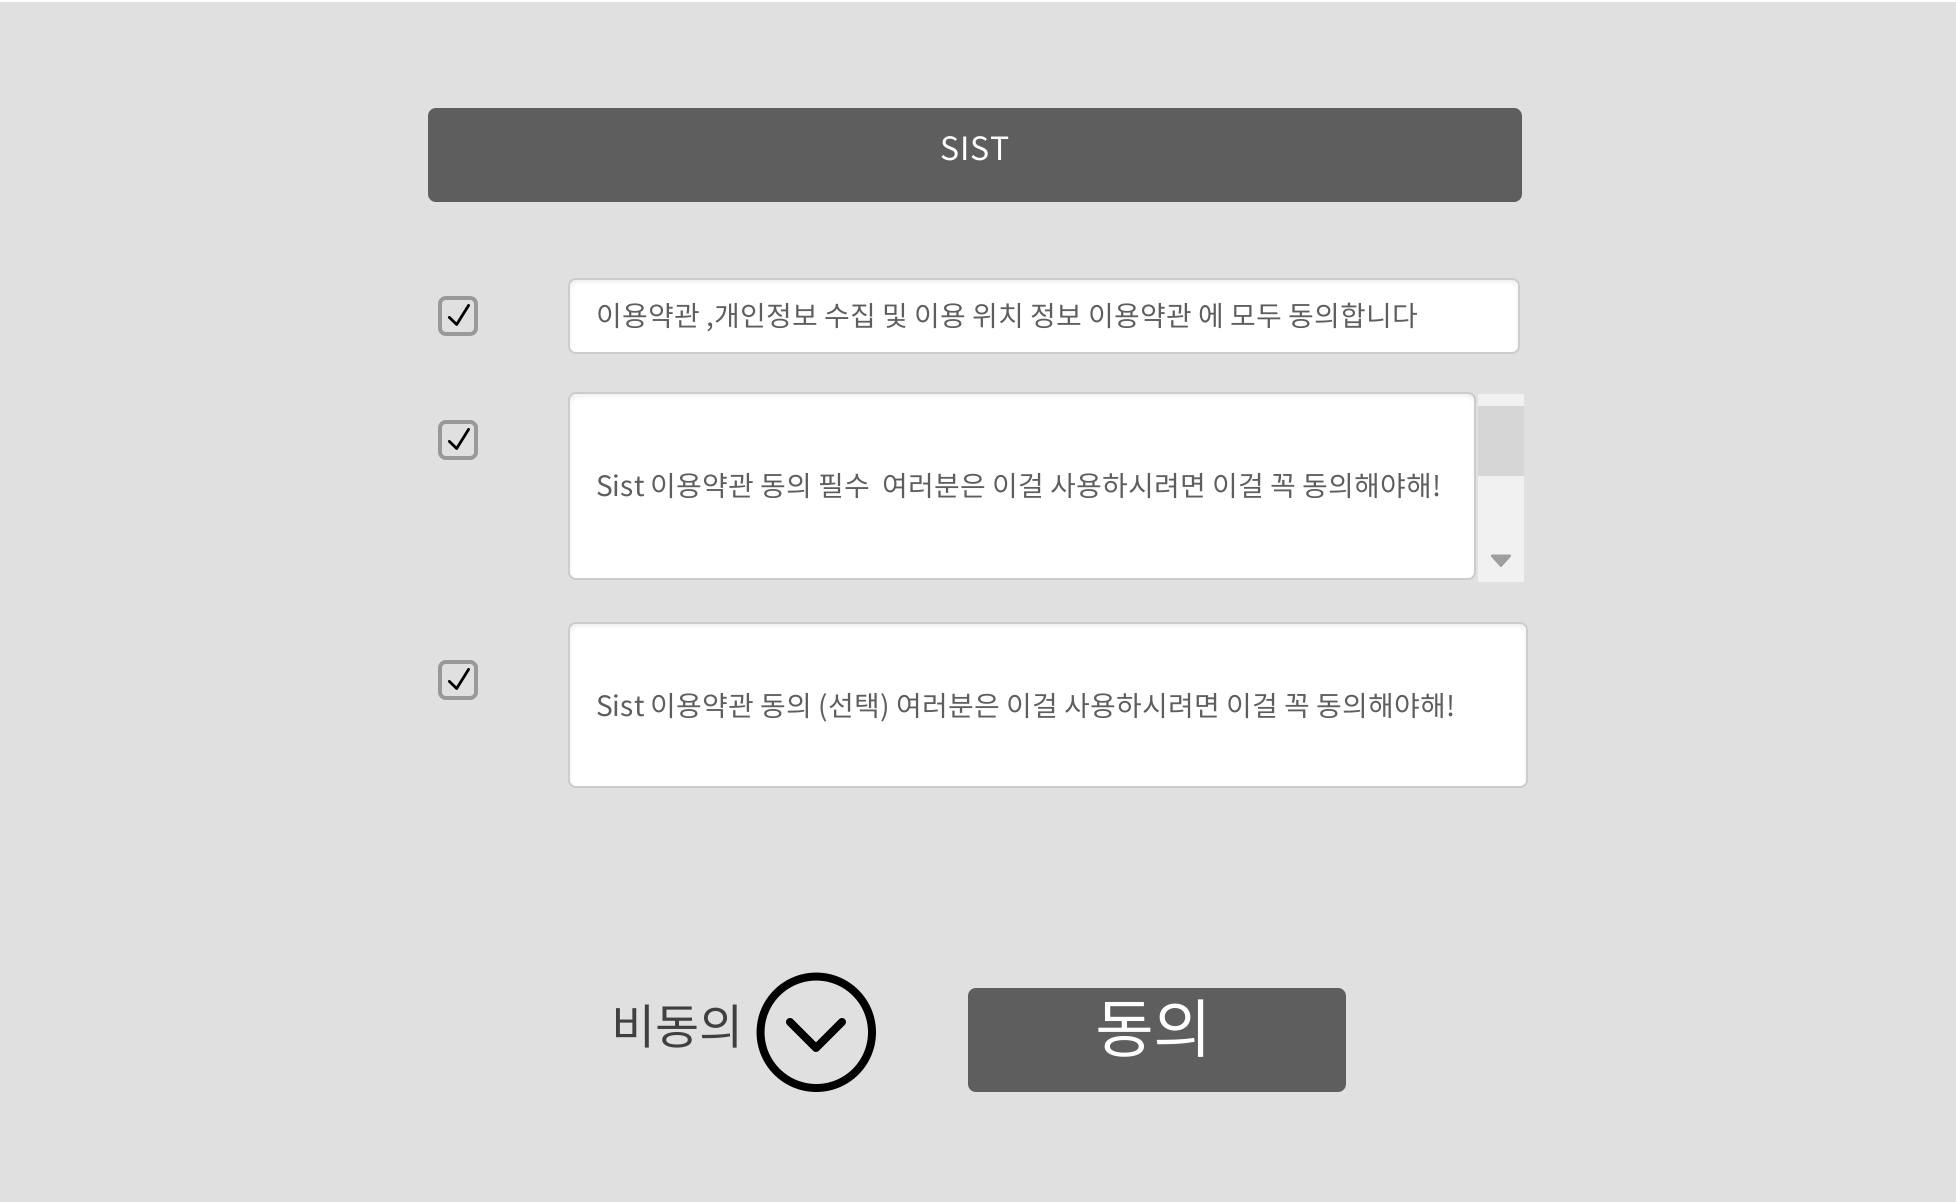 SIST
이용약관 ,개인정보 수집 및 이용 위치 정보 이용약관 에 모두 동의합니다
Sist 이용약관 동의 필수  여러분은 이걸 사용하시려면 이걸 꼭 동의해야해!
Sist 이용약관 동의 (선택) 여러분은 이걸 사용하시려면 이걸 꼭 동의해야해!
비동의
동의